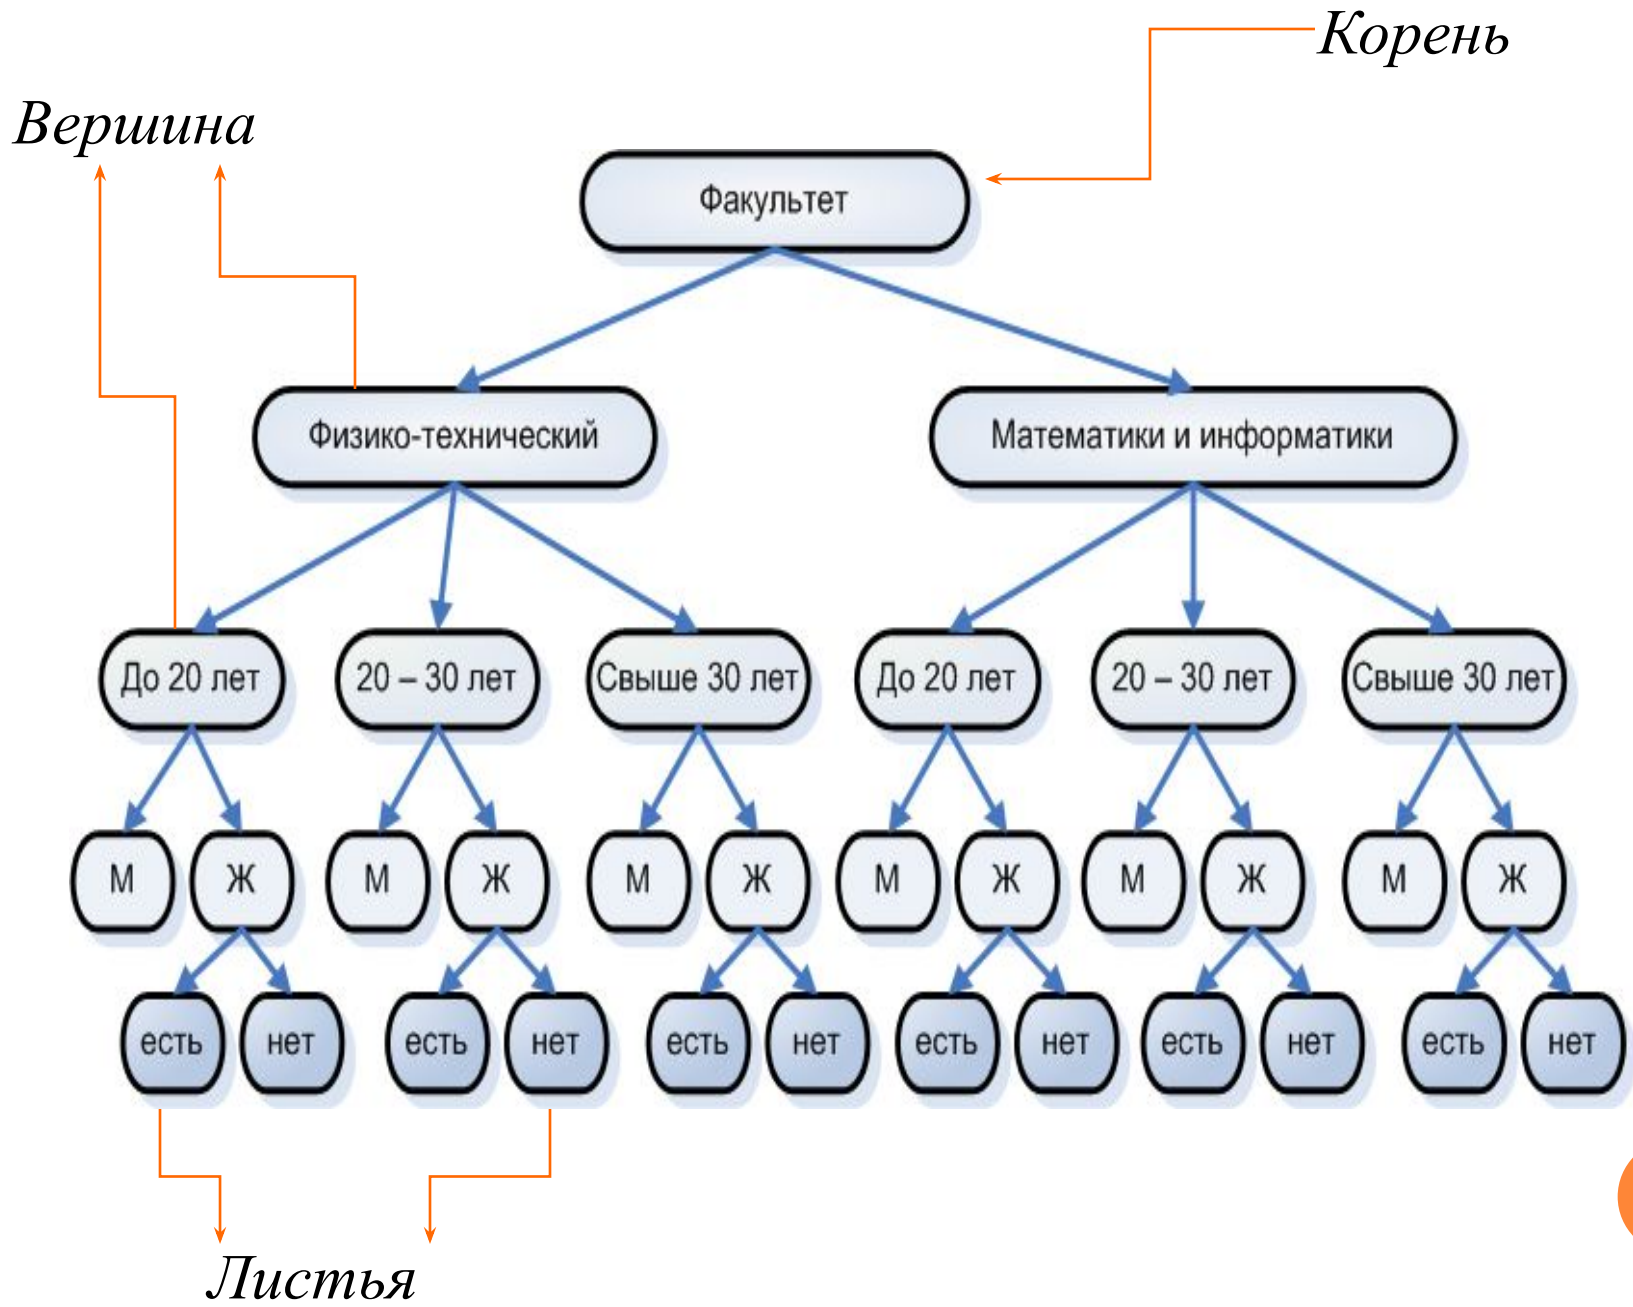 Корень
Вершина
Факультет
Физико-технический Математики и информатики
До 20 лет 20 – 30 лет Свыше 30 лет До 20 лет 20 – 30 лет Свыше 30 лет
М Ж М Ж М Ж М Ж М Ж М Ж
есть нет есть нет есть нет есть нет есть нет есть нет
Листья